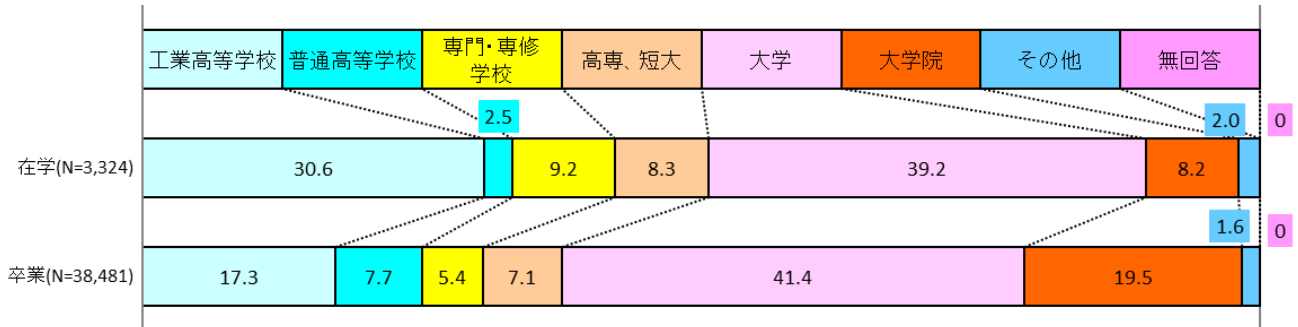 工業高等学校 普通高等学校 専門・専修 学校 高専、短大 大学 大学院 その他 無回答
2.5 2.0 0
在学(N=3,324) 30.6 9.2 8.3 39.2 8.2
1.6 0
卒業(N=38,481) 17.3 7.7 5.4 7.1 41.4 19.5